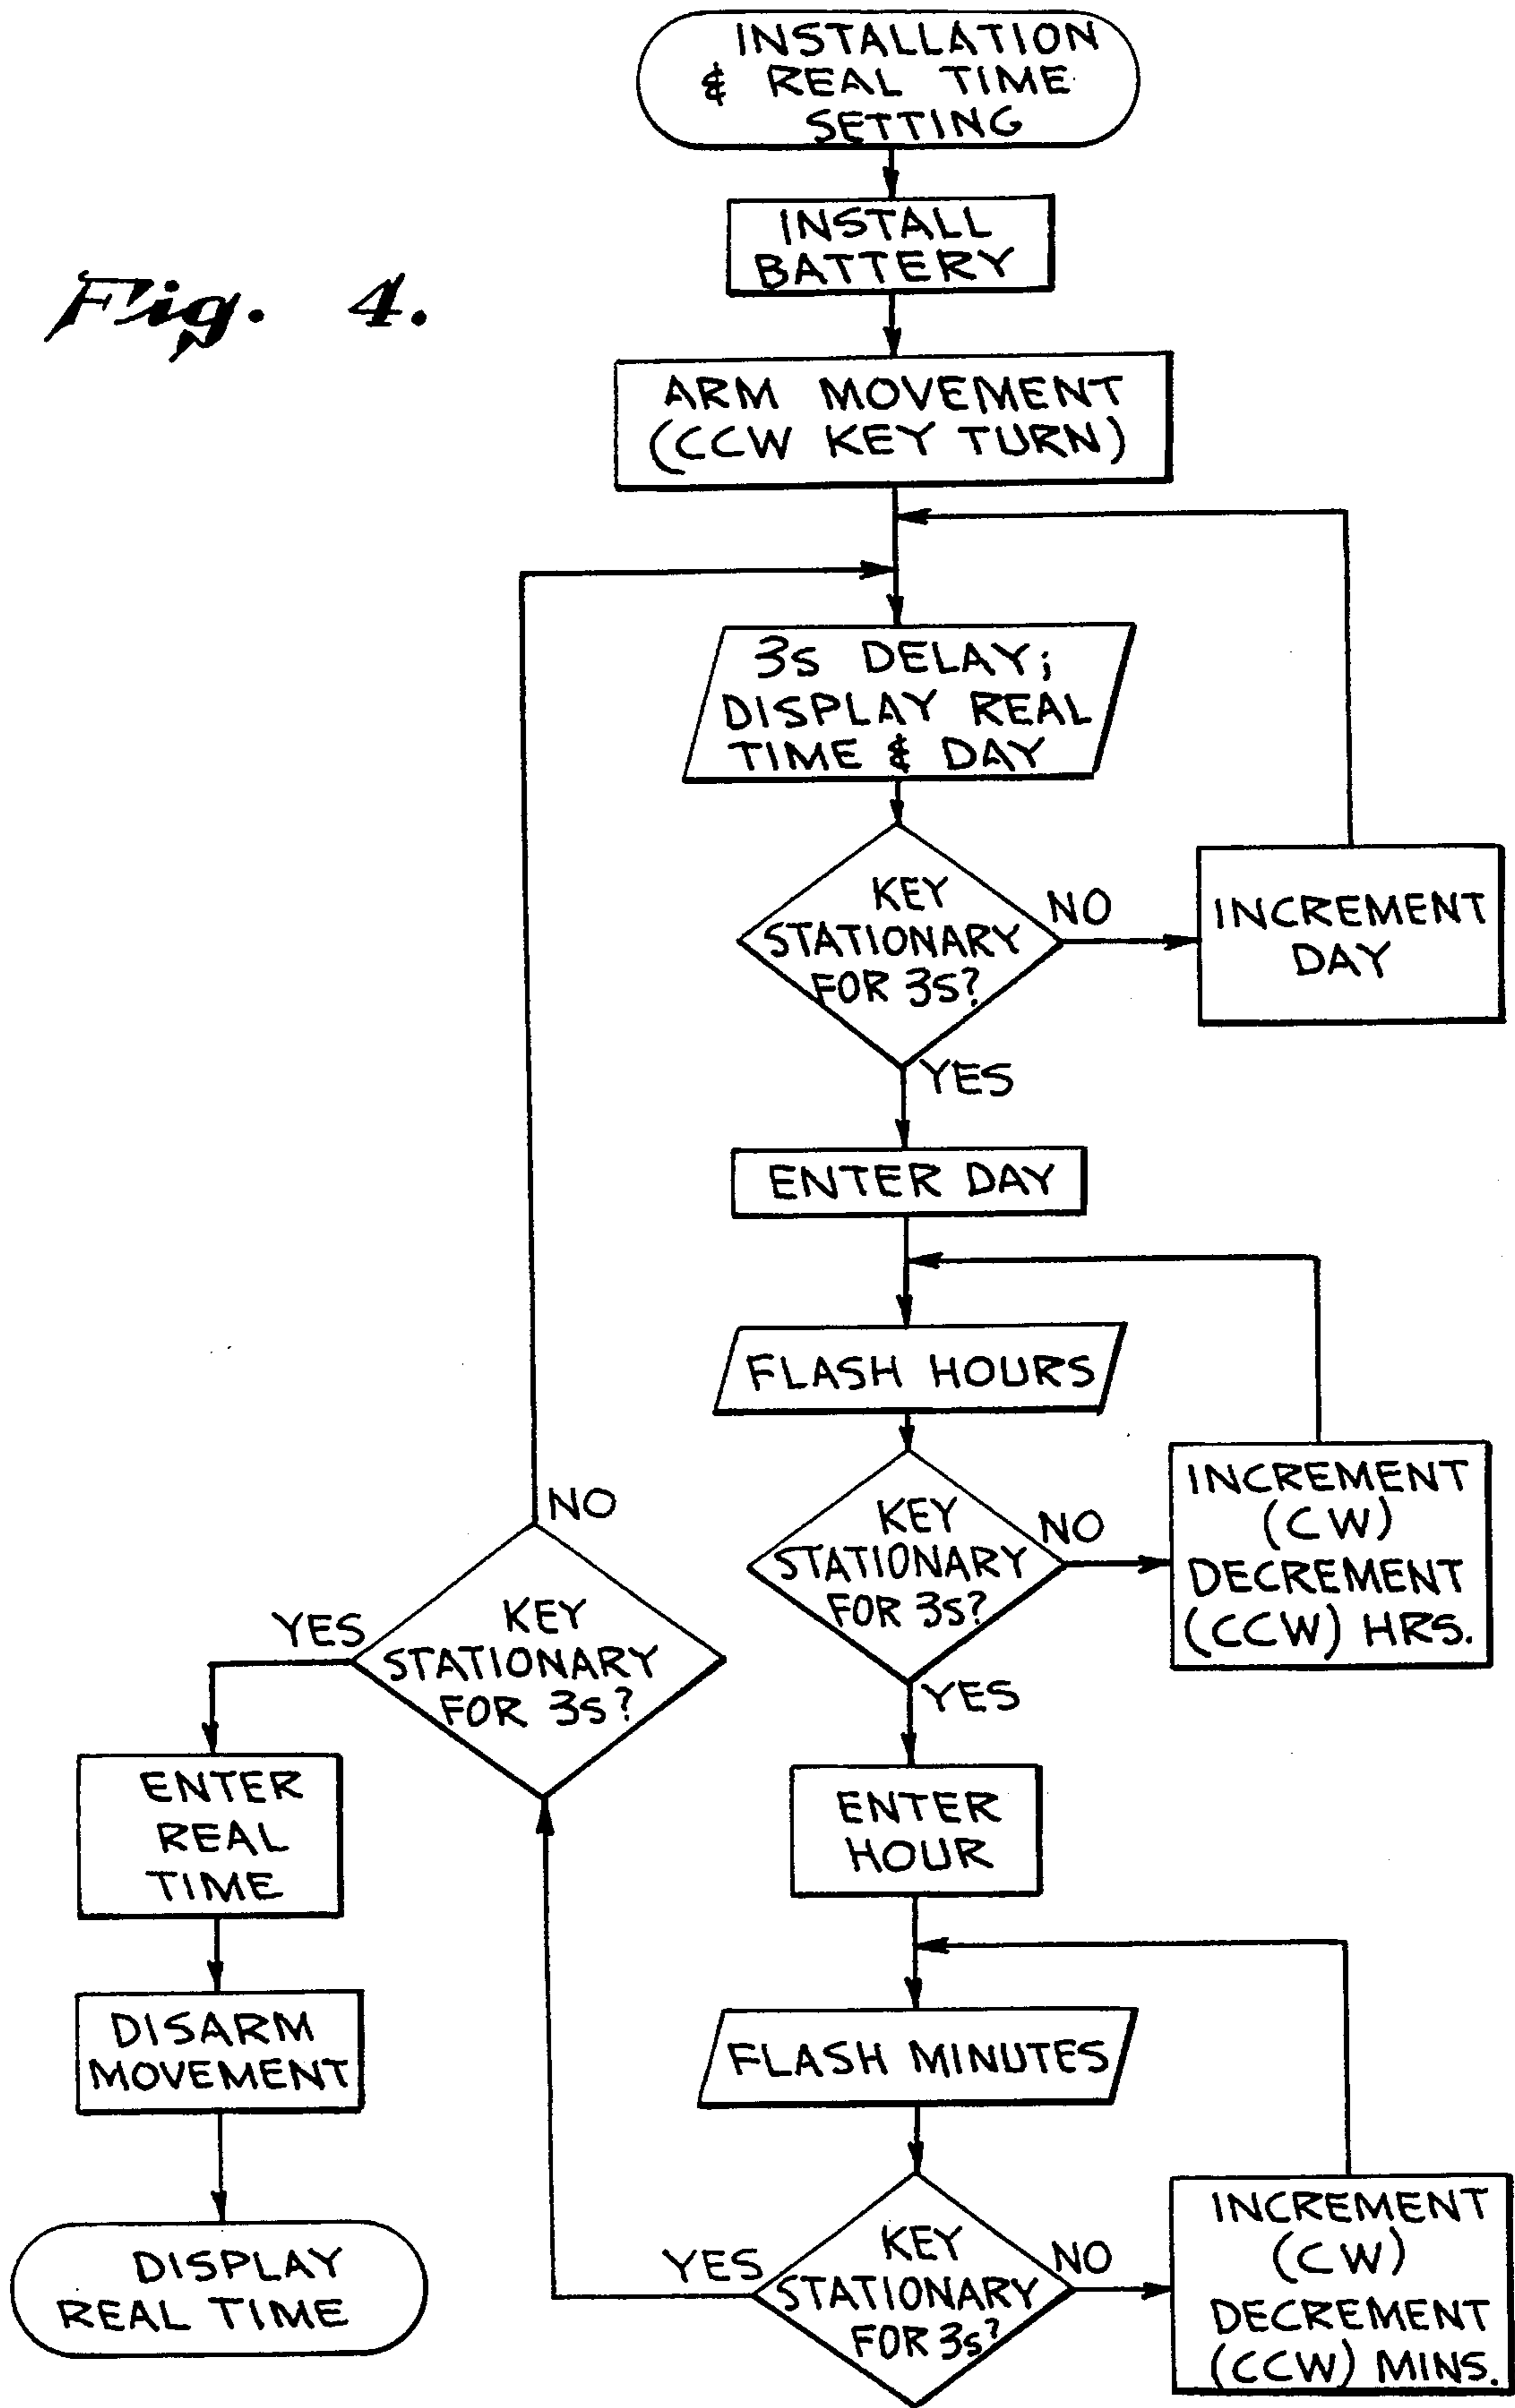 INSTALLATION
& REAL TIME
SETTING
INSTALL
BATTERY
Fig. 4.
ARM MOVEMENT
(CCW KEY TURN)
3s DELAY;
DISPLAY REAL
TIME & DAY
KEY
STATIONARY
FOR 3s?
NO
INCREMENT
DAY
YES
ENTER DAY
FLASH HOURS
KEY
STATIONARY
FOR 3s?
NO
INCREMENT
(CW)
DECREMENT
(CCW) HRS.
YES
ENTER
HOUR
FLASH MINUTES
KEY
STATIONARY
FOR 3s?
NO
INCREMENT
(CW)
DECREMENT
(CCW) MINS.
YES
KEY
STATIONARY
FOR 3s?
NO
YES
ENTER
REAL
TIME
DISARM
MOVEMENT
DISPLAY
REAL TIME